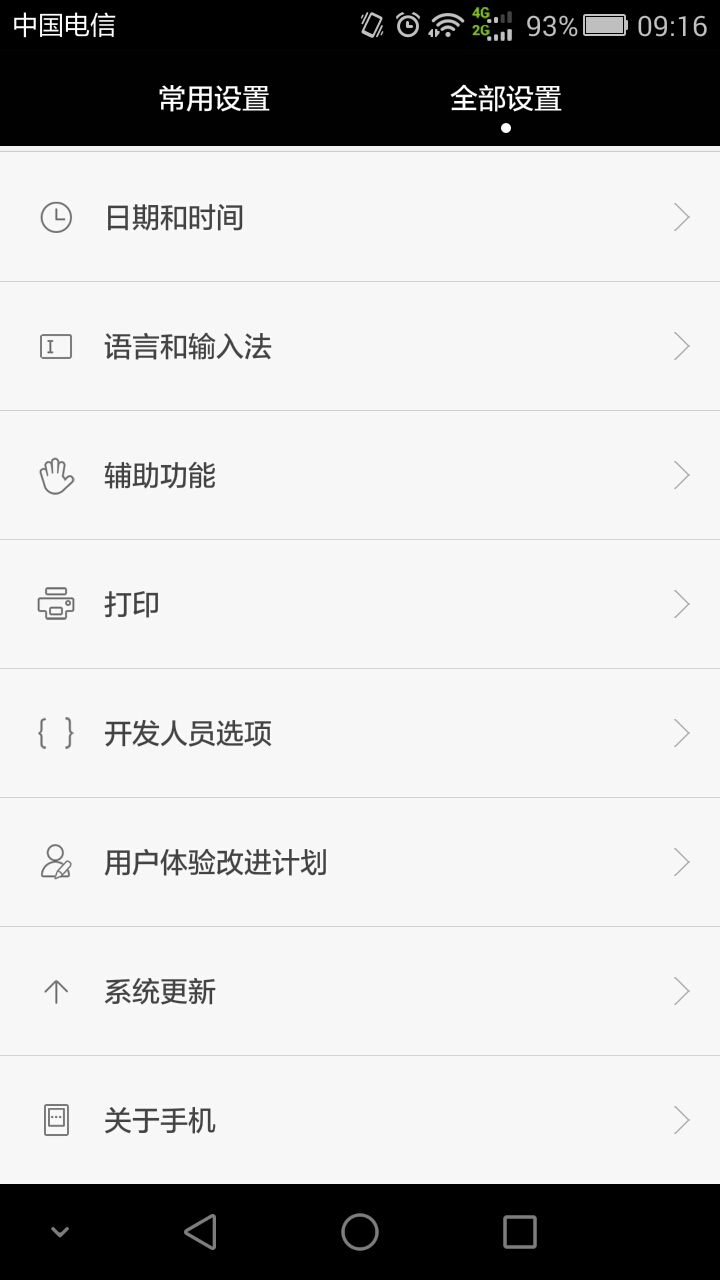 中国电信 4G 2G 93% 09:16
常用设置 全部设置
日期和时间
语言和输入法
辅助功能
打印
开发人员选项
用户体验改进计划
系统更新
关于手机